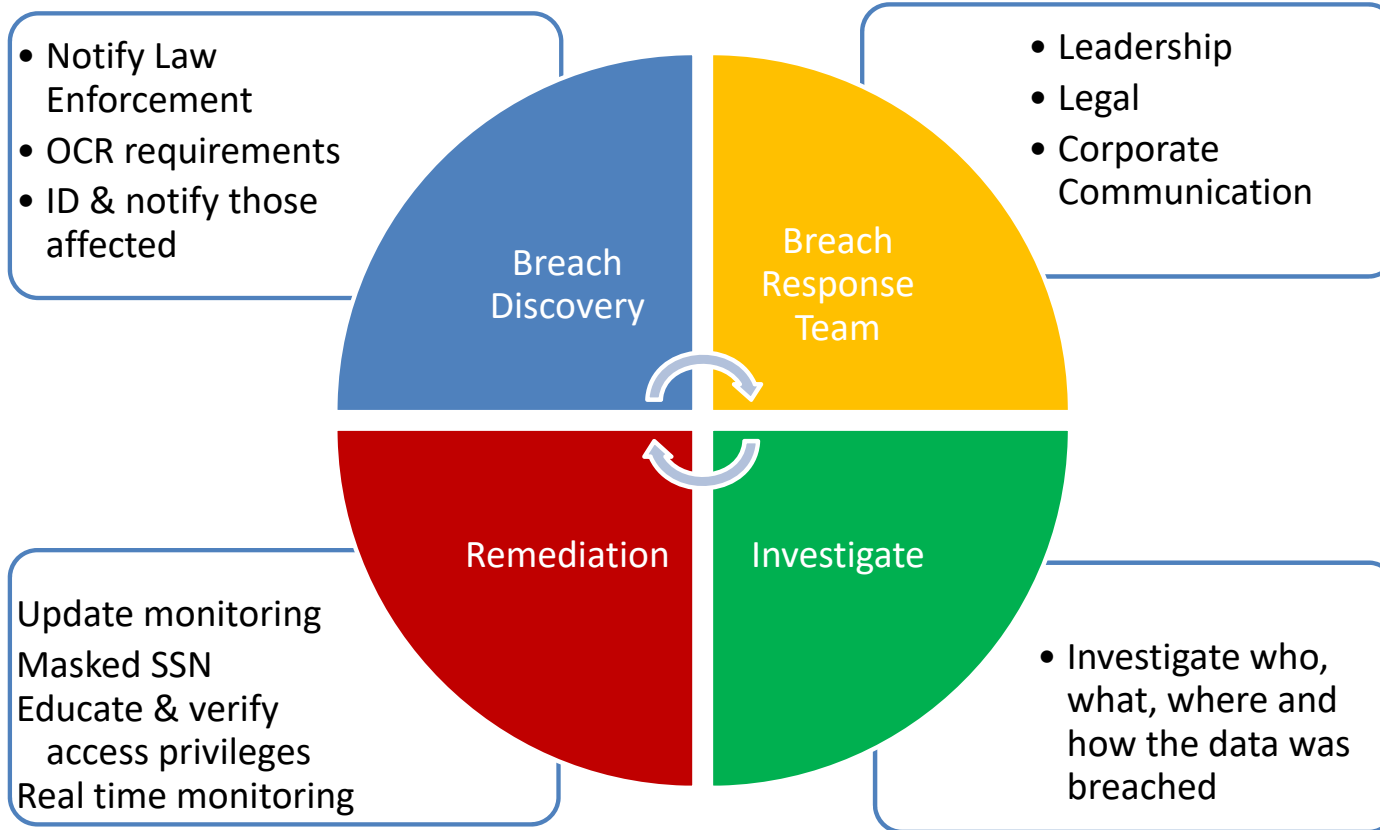 • Notify Law
Enforcement
• OCR requirements
• ID & notify those
affected
Breach
Discovery
• Leadership
• Legal
• Corporate
Communication
Breach
Response
Team
Remediation
Update monitoring
Masked SSN
Educate & verify
access privileges
Real time monitoring
Investigate
• Investigate who,
what, where and
how the data was
breached